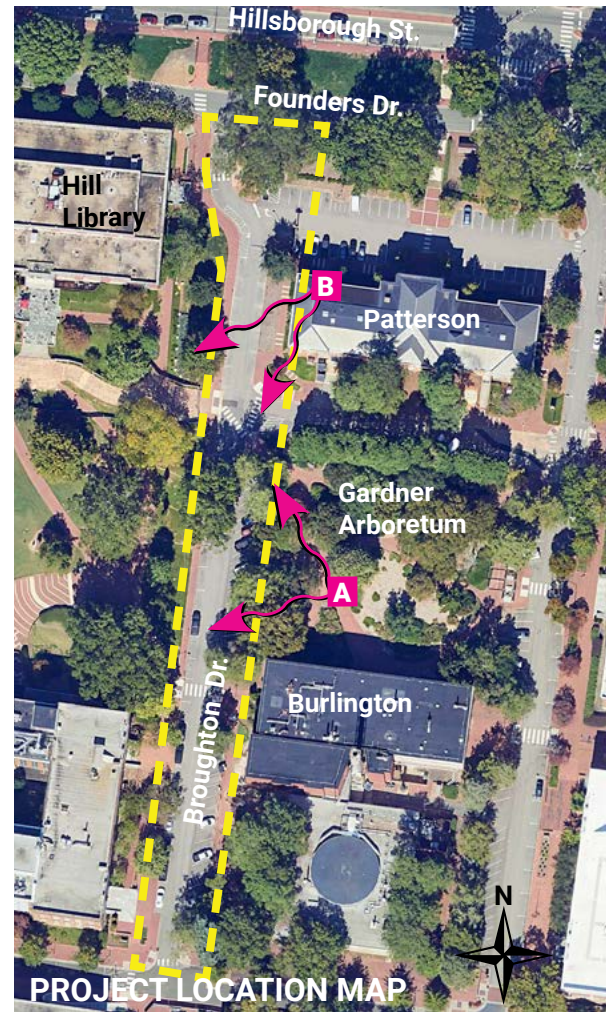 Hillsborough St.
Founders Dr.
Hill
Library
B
Patterson
Gardner
Arboretum
A
Burlington
Broughton Dr.
N
PROJECT LOCATION MAP